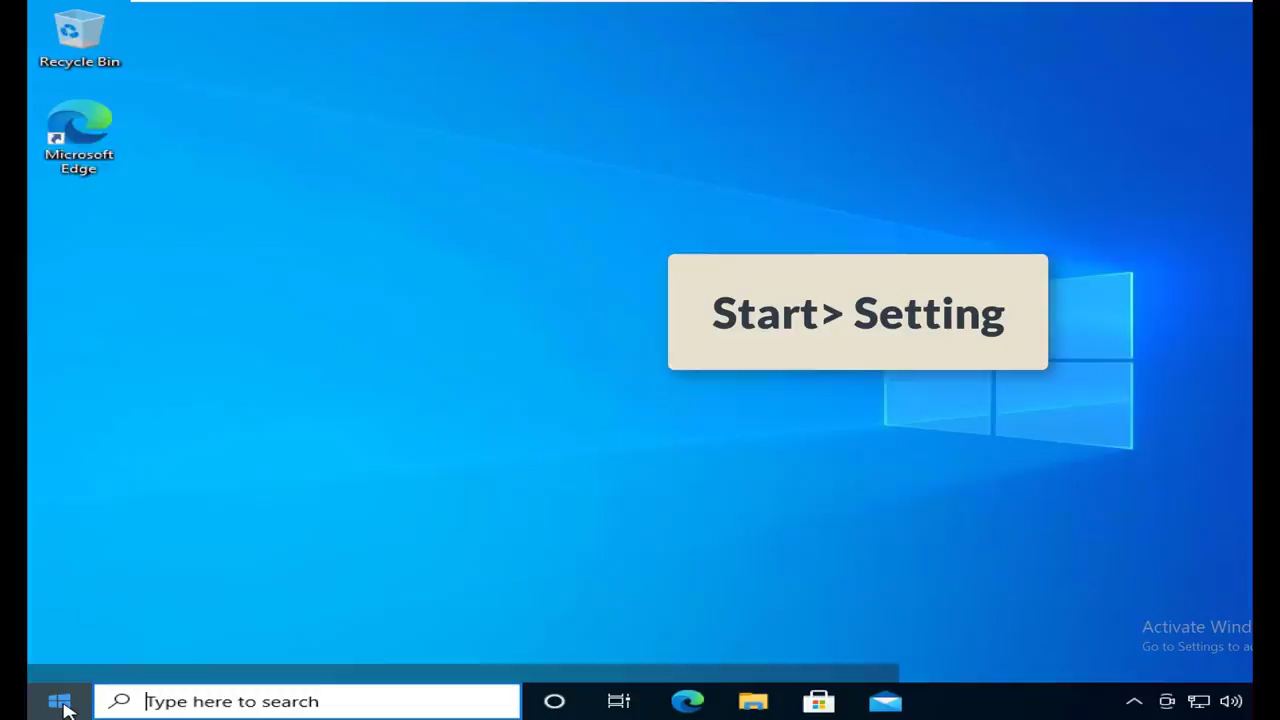 Recycle Bin
Microsoft
Edge
Start> Setting
Activate Wind
Go to Settings to a
Type here to search